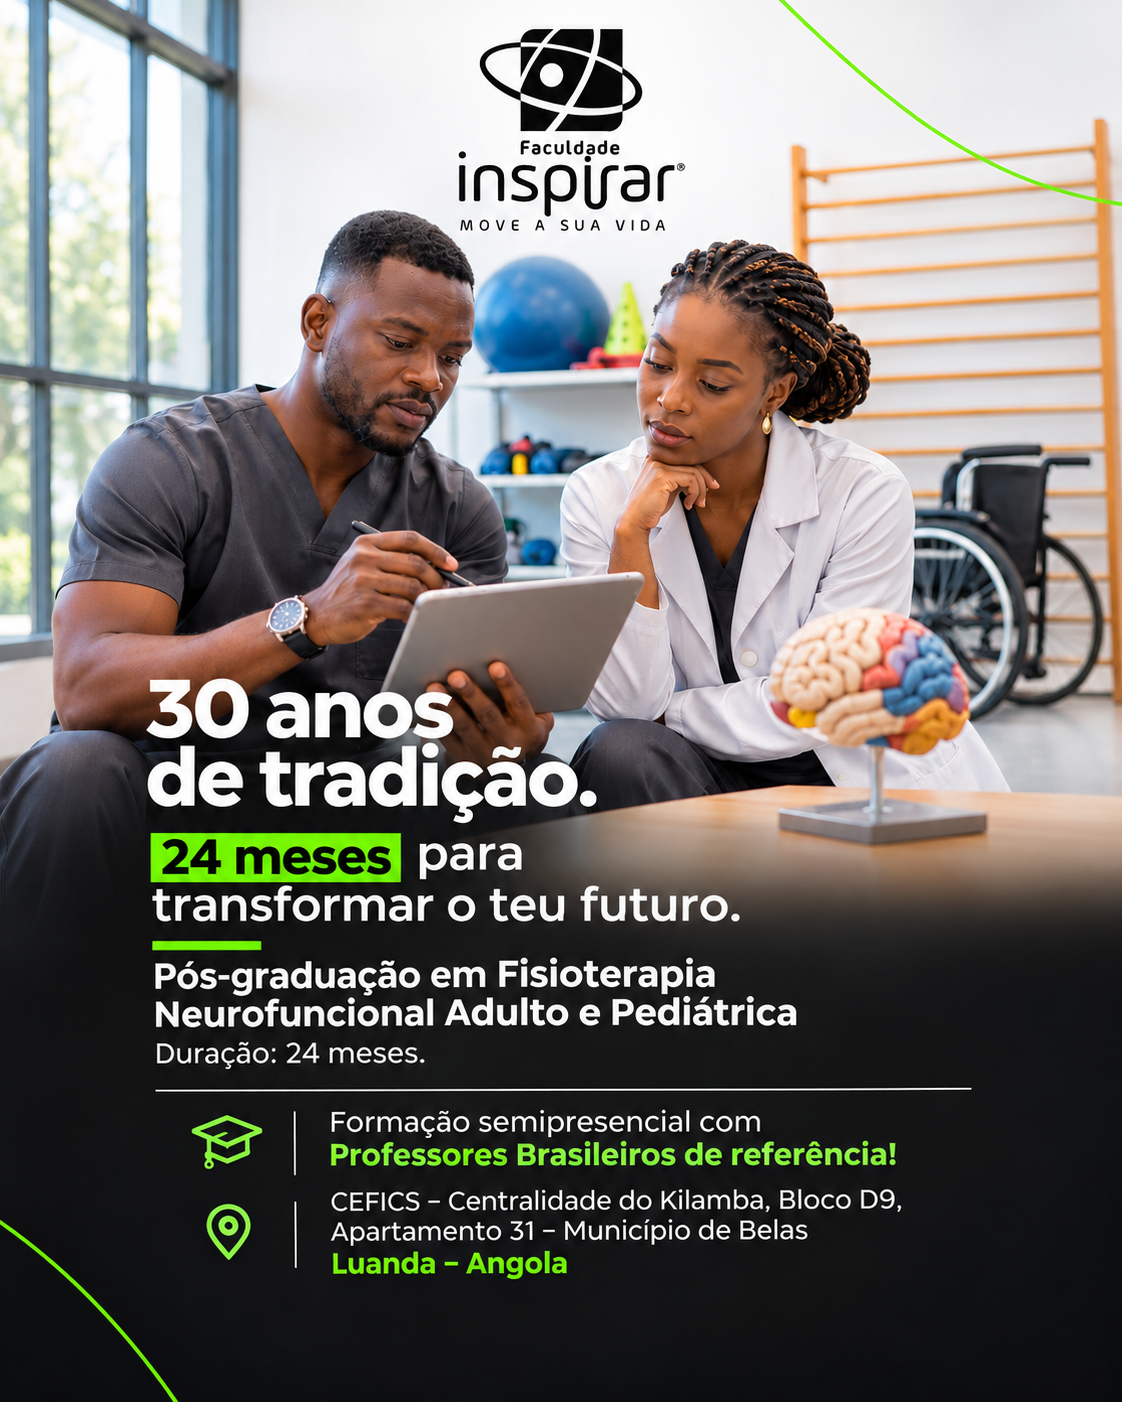 Faculdade
inspirar®
MOVE A SUA VIDA
30 anos
de tradição.
24 meses para
transformar o teu futuro.
Pós-graduação em Fisioterapia
Neurofuncional Adulto e Pediátrica
Duração: 24 meses.
Formação semipresencial com
Professores Brasileiros de referência!
CEFICS – Centralidade do Kilamba, Bloco D9,
Apartamento 31 – Município de Belas
Luanda – Angola